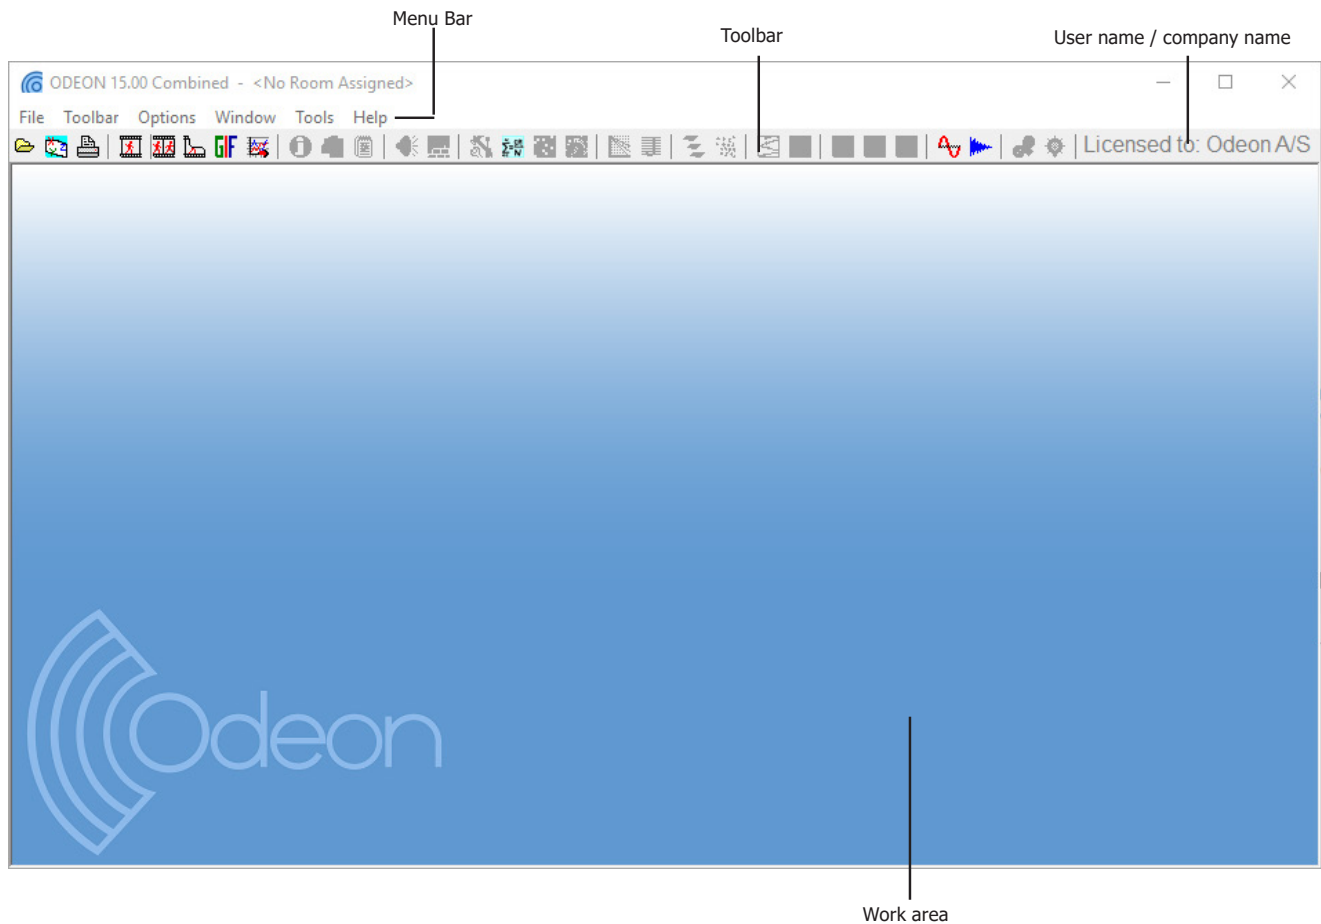 Menu Bar
Toolbar
User name / company name
ODEON 15.00 Combined - <No Room Assigned>
File Toolbar Options Window Tools Help
GIF
Licensed to: Odeon A/S
Odeon
Work area